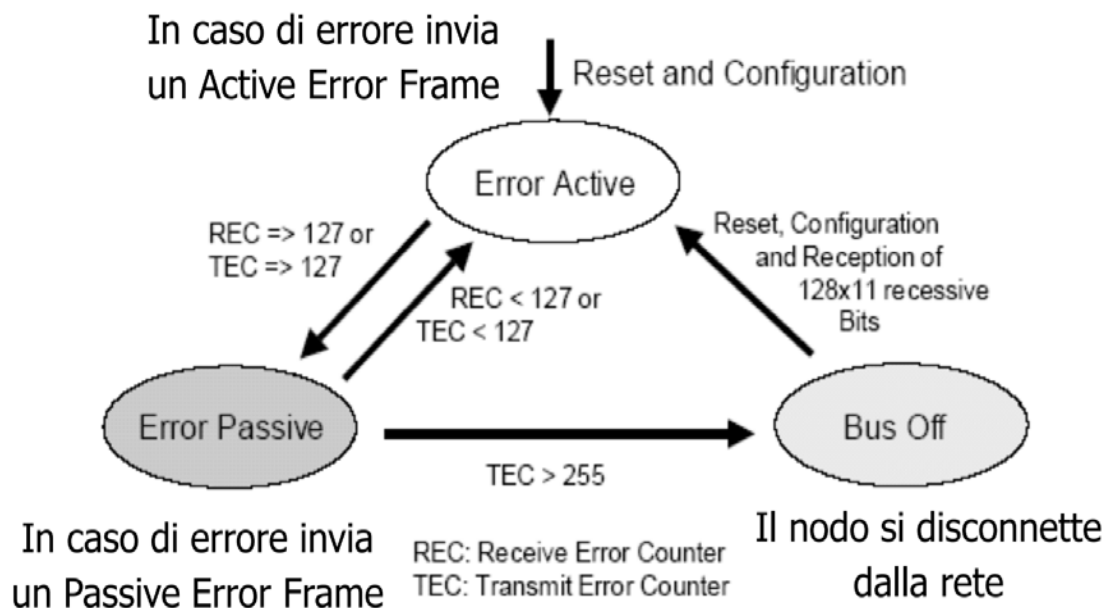 In caso di errore invia
un Active Error Frame
Reset and Configuration
Error Active
REC => 127 or
TEC => 127
REC < 127 or
TEC < 127
Reset, Configuration
and Reception of
128x11 recessive
Bits
Error Passive
Bus Off
TEC > 255
In caso di errore invia
un Passive Error Frame
REC: Receive Error Counter
TEC: Transmit Error Counter
Il nodo si disconnette
dalla rete